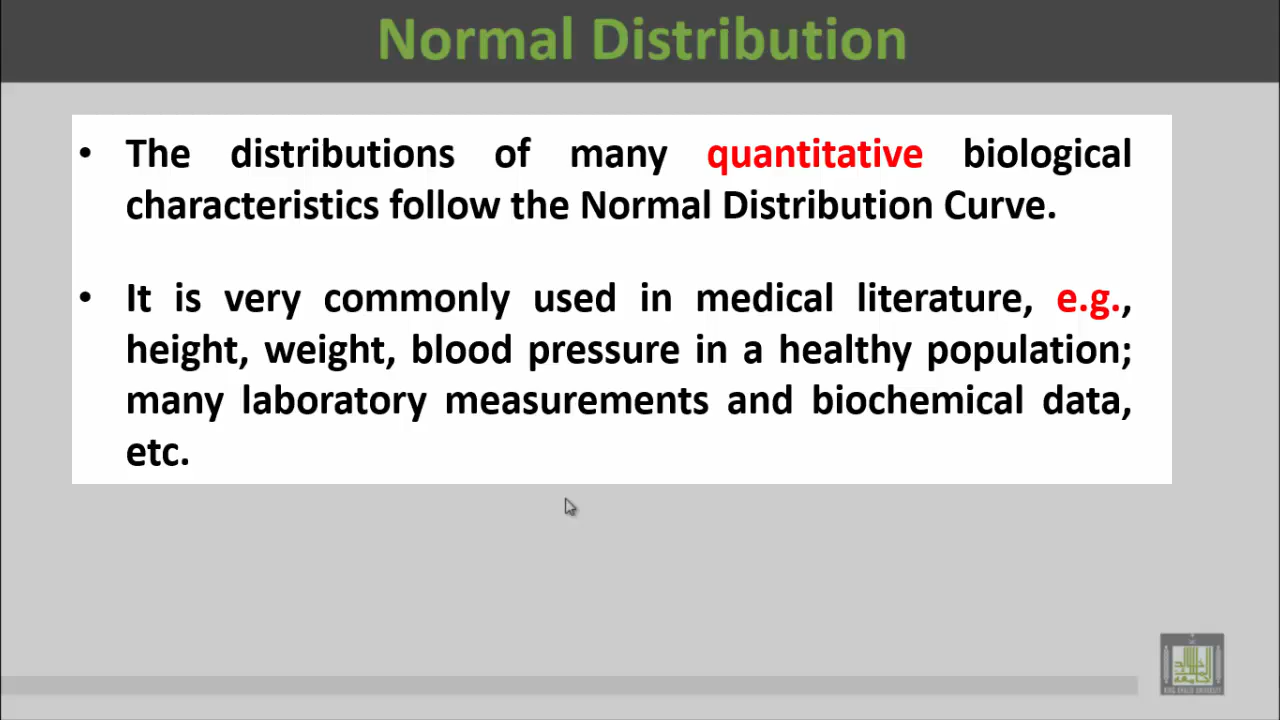 Normal Distribution
• The distributions of many quantitative biological
characteristics follow the Normal Distribution Curve.
• It is very commonly used in medical literature, e.g.,
height, weight, blood pressure in a healthy population;
many laboratory measurements and biochemical data,
etc.